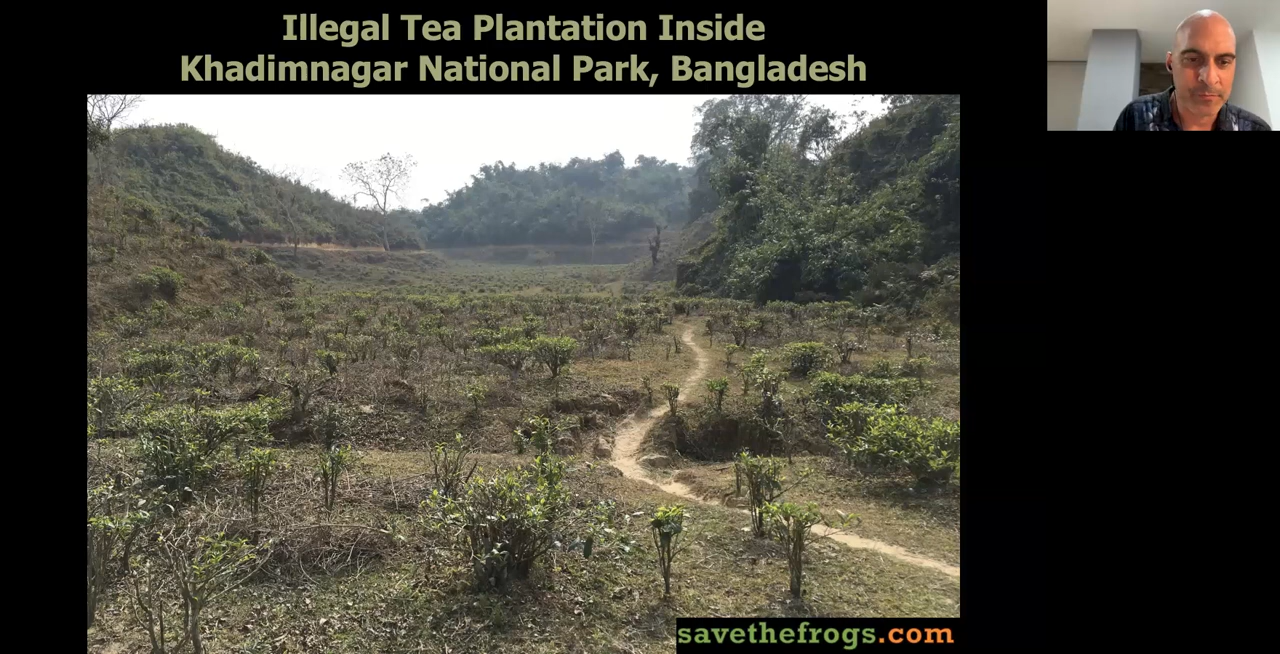 Illegal Tea Plantation Inside
Khadimnagar National Park, Bangladesh
savethefrogs.com